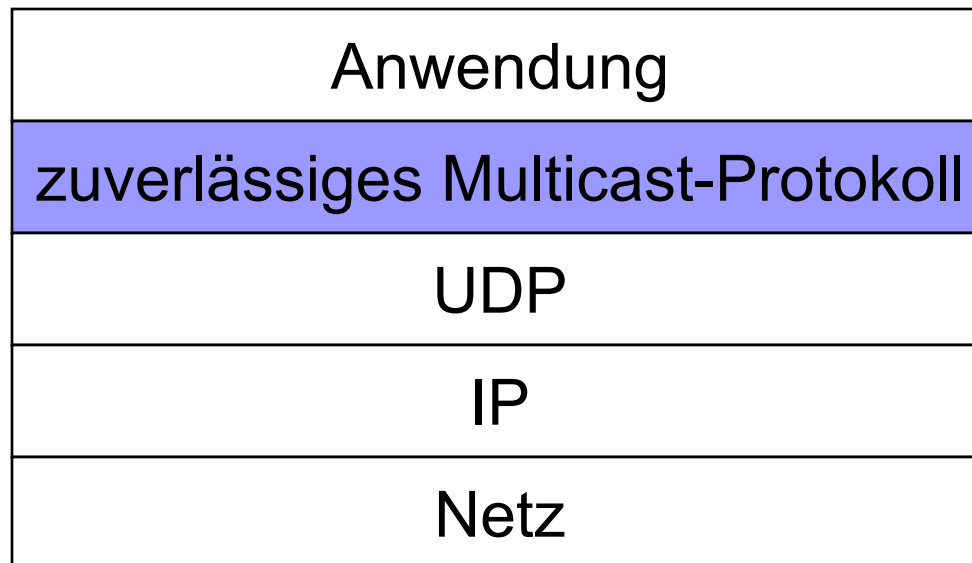 Anwendung
zuverlässiges Multicast-Protokoll
UDP
IP
Netz